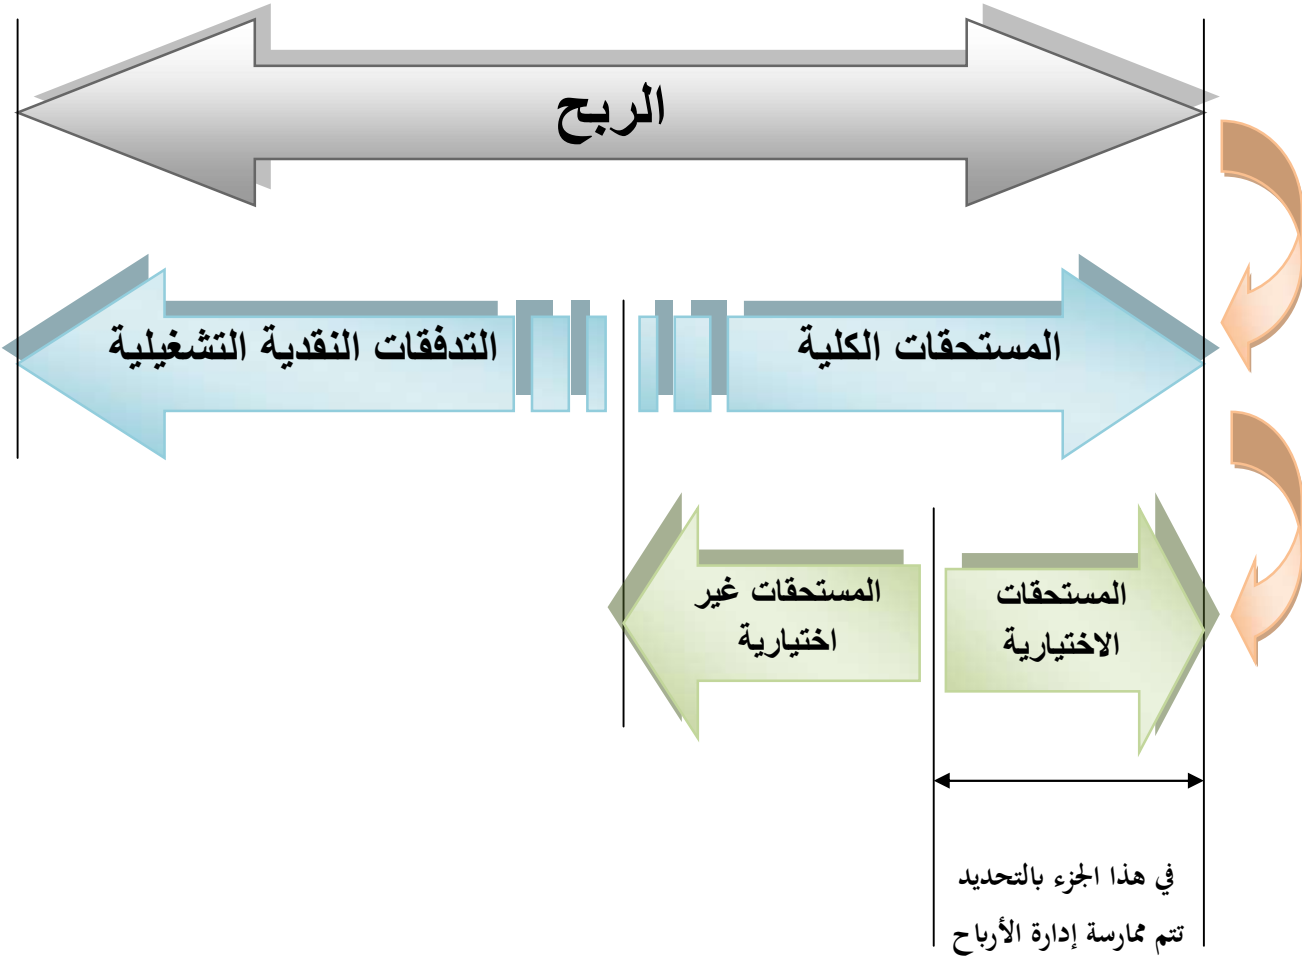 الربح
المستحقات الكلية
التدفقات النقدية التشغيلية
المستحقات
الاختيارية
المستحقات غير
اختيارية
في هذا الجزء بالتحديد
تتم ممارسة إدارة الأرباح